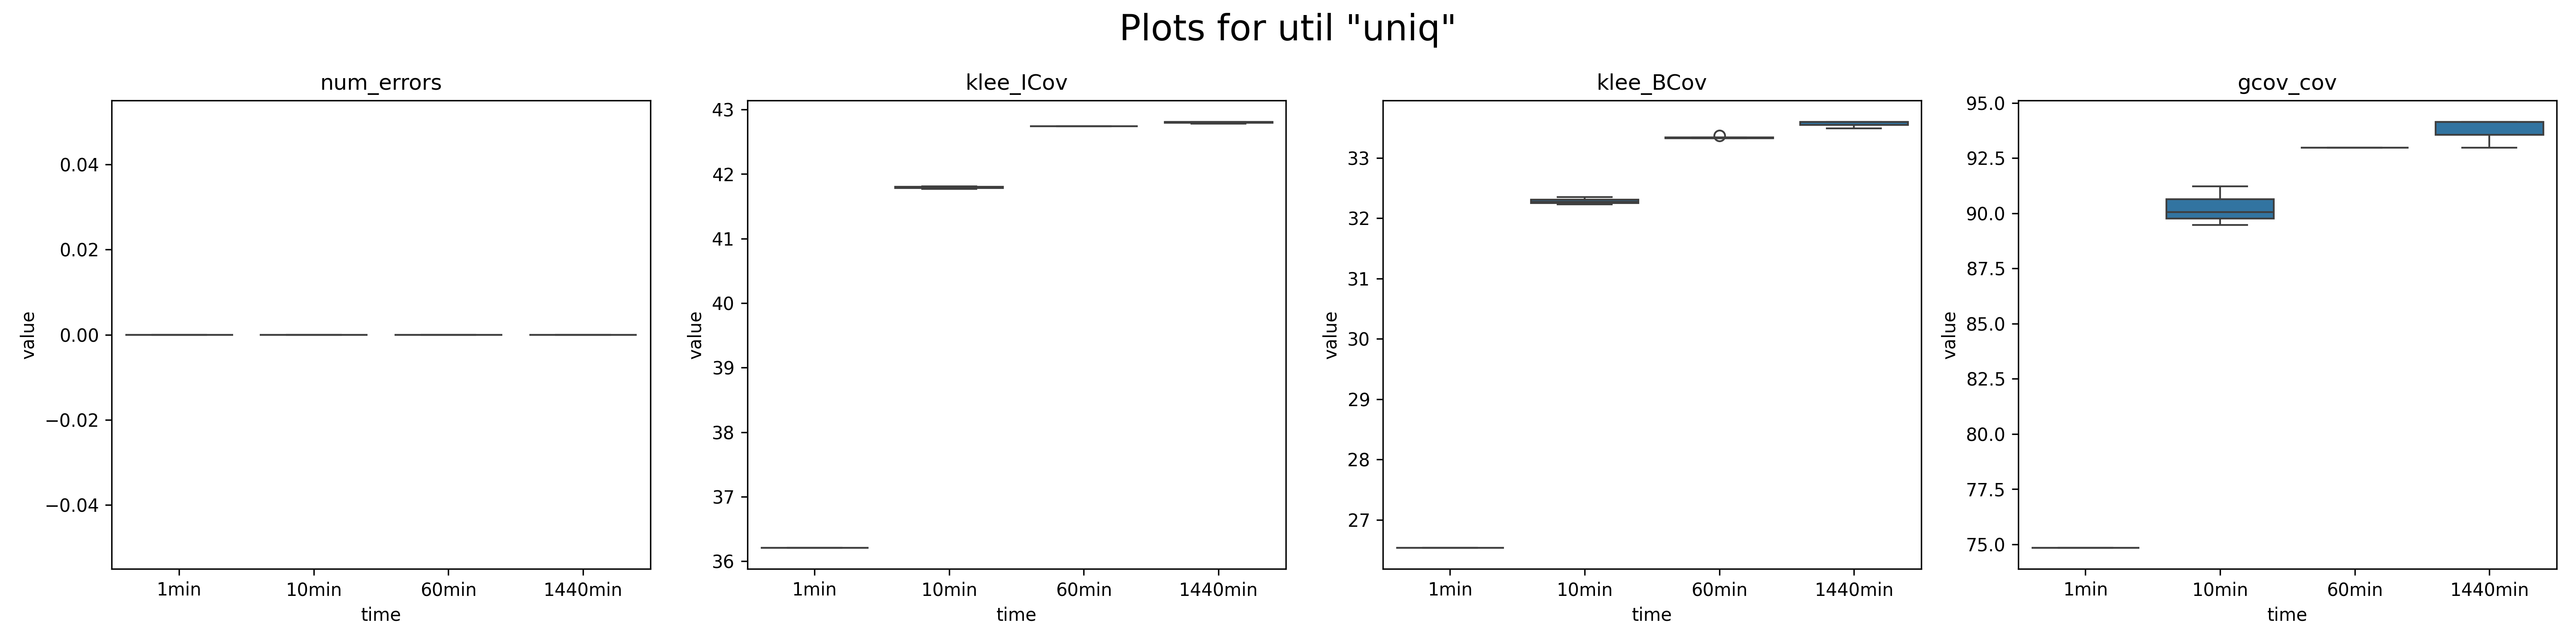 Plots for util "uniq"
num_errors
value
0.04
0.02
0.00
−0.02
−0.04
1min 10min 60min 1440min
time
klee_ICov
value
43
42
41
40
39
38
37
36
1min 10min 60min 1440min
time
klee_BCov
value
33
32
31
30
29
28
27
1min 10min 60min 1440min
time
gcov_cov
value
95.0
92.5
90.0
87.5
85.0
82.5
80.0
77.5
75.0
1min 10min 60min 1440min
time